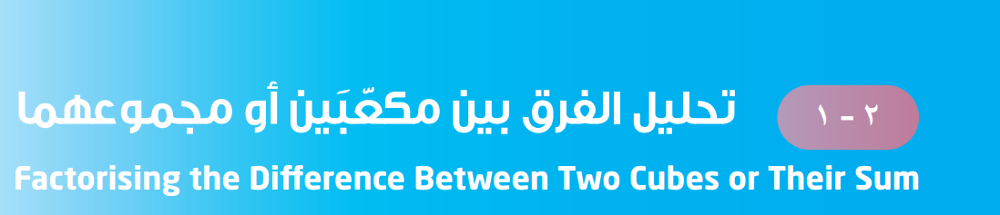 ٢ - ١ تحليل الفرق بين مكعّبَين أو مجموعهما
Factorising the Difference Between Two Cubes or Their Sum